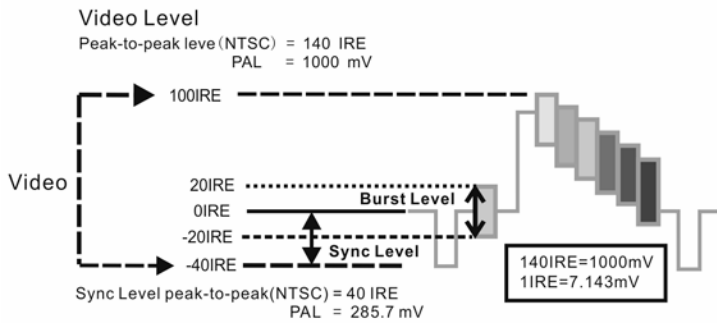 Video Level
Peak-to-peak leve(NTSC) = 140 IRE
PAL = 1000 mV
100IRE
Video
20IRE
Burst Level
0IRE
-20IRE
Sync Level
-40IRE
140IRE=1000mV
1IRE=7.143mV
Sync Level peak-to-peak(NTSC) = 40 IRE
PAL = 285.7 mV